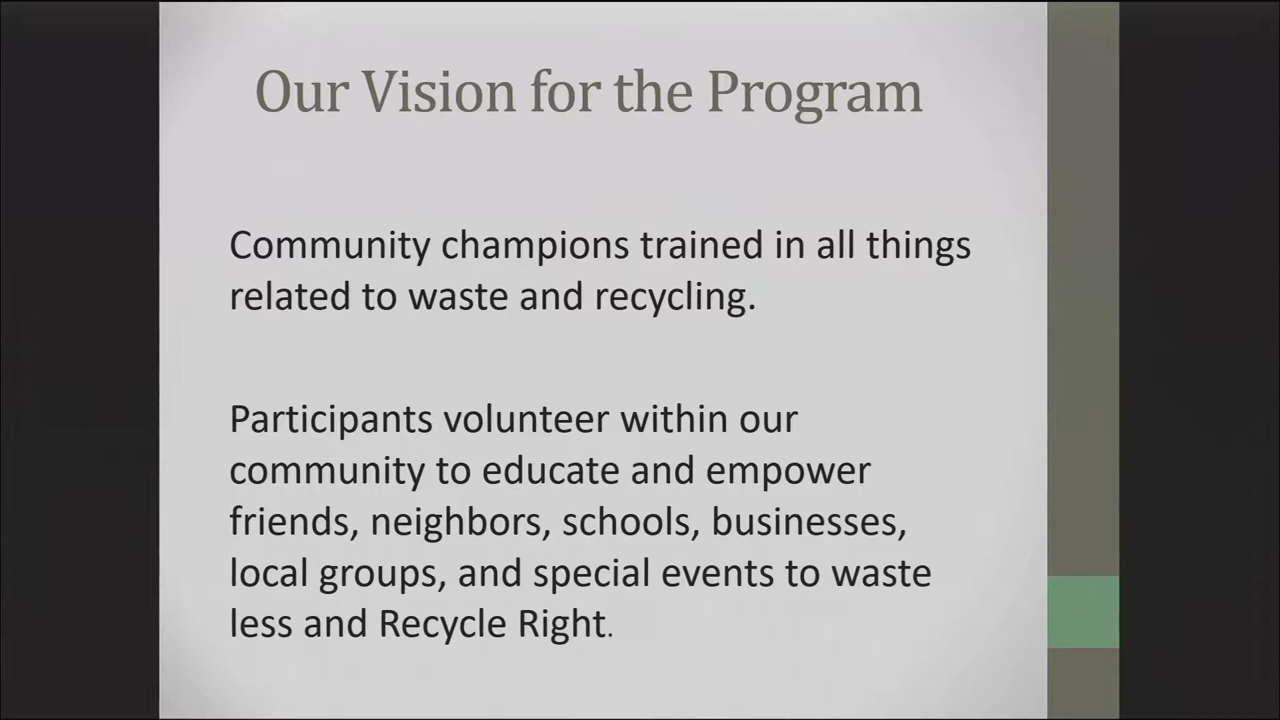 Our Vision for the Program
Community champions trained in all things
related to waste and recycling.
Participants volunteer within our
community to educate and empower
friends, neighbors, schools, businesses,
local groups, and special events to waste
less and Recycle Right.